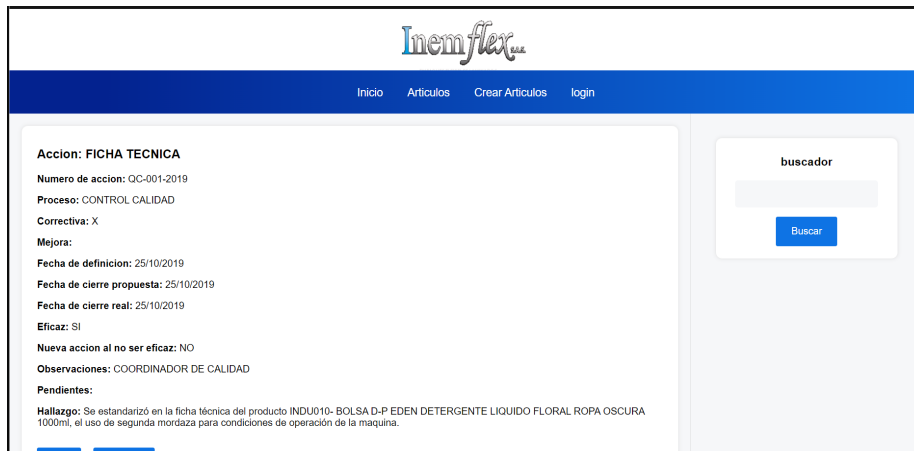 Inemflex S.A.S.
Inicio Articulos Crear Articulos login
Accion: FICHA TECNICA
Numero de accion: QC-001-2019
Proceso: CONTROL CALIDAD
Correctiva: X
Mejora:
Fecha de definicion: 25/10/2019
Fecha de cierre propuesta: 25/10/2019
Fecha de cierre real: 25/10/2019
Eficaz: SI
Nueva accion al no ser eficaz: NO
Observaciones: COORDINADOR DE CALIDAD
Pendientes:
Hallazgo: Se estandarizó en la ficha técnica del producto INDU010- BOLSA D-P EDEN DETERGENTE LIQUIDO FLORAL ROPA OSCURA
1000ml, el uso de segunda mordaza para condiciones de operación de la maquina.
buscador
Buscar